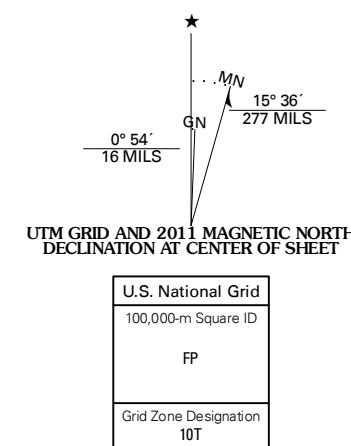 ★
MN
15° 36´
277 MILS
GN
0° 54´
16 MILS
UTM GRID AND 2011 MAGNETIC NORTH
DECLINATION AT CENTER OF SHEET
U.S. National Grid
100,000-m Square ID
FP
Grid Zone Designation
10T